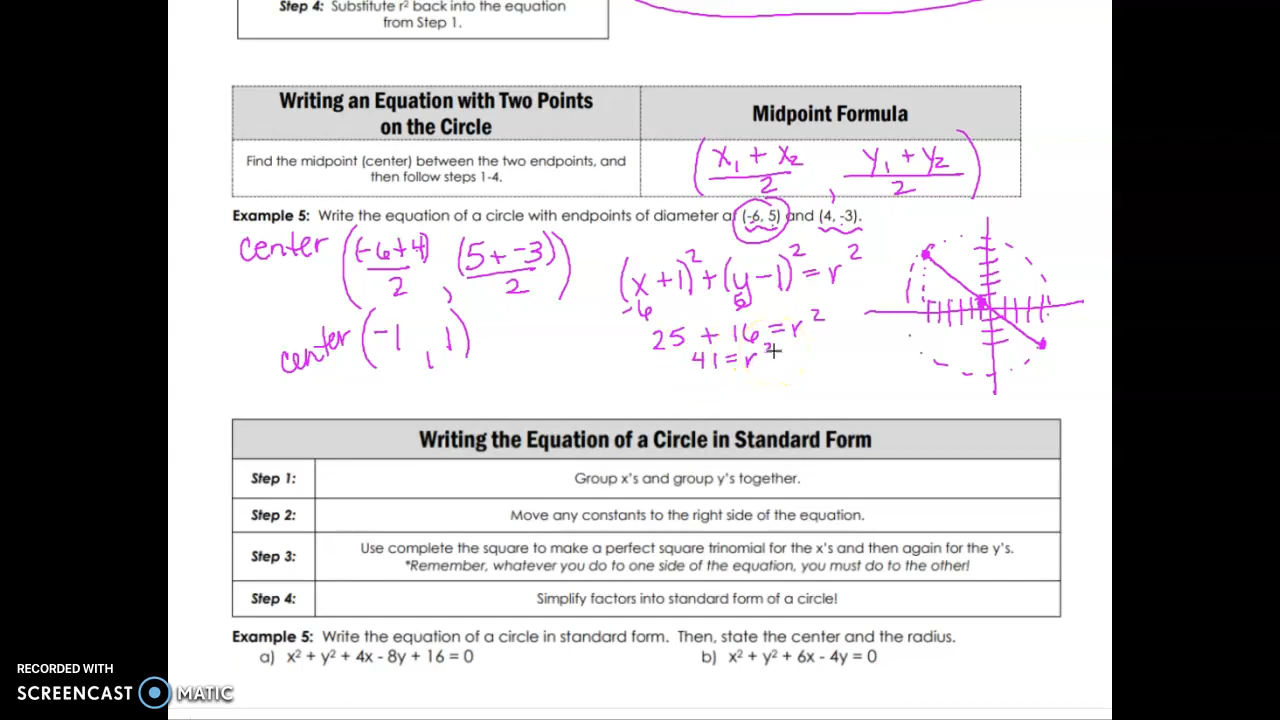 Step 4: Substitute r² back into the equation
from Step 1.
Writing an Equation with Two Points
on the Circle
Midpoint Formula
Find the midpoint (center) between the two endpoints, and
then follow steps 1-4.
(x₁ + x₂ / 2 , y₁ + y₂ / 2)
Example 5: Write the equation of a circle with endpoints of diameter a (-6, 5) and (4, -3).
center ((-6+4) / 2 , (5+-3) / 2)
center (-1 , 1)
(x+1)² + (y-1)² = r²
-6 5
25 + 16 = r²
41 = r²
Writing the Equation of a Circle in Standard Form
Step 1: Group x's and group y's together.
Step 2: Move any constants to the right side of the equation.
Step 3: Use complete the square to make a perfect square trinomial for the x's and then again for the y's.
*Remember, whatever you do to one side of the equation, you must do to the other!
Step 4: Simplify factors into standard form of a circle!
Example 5: Write the equation of a circle in standard form. Then, state the center and the radius.
a) x² + y² + 4x - 8y + 16 = 0
b) x² + y² + 6x - 4y = 0
RECORDED WITH
SCREENCAST MATIC